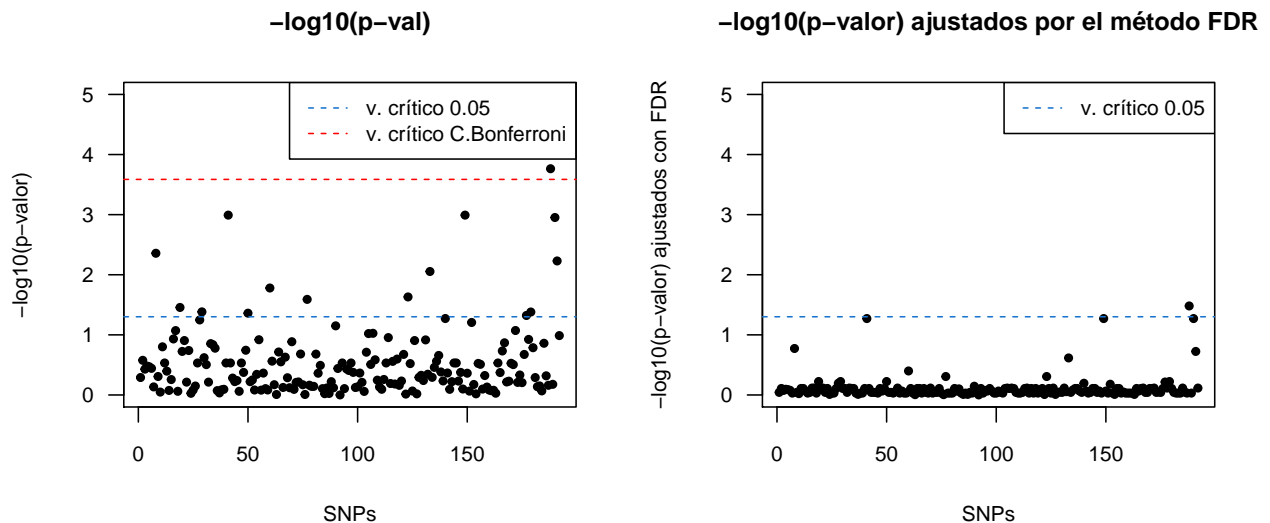 −log10(p−val)
−log10(p−valor)
5
4
3
2
1
0
v. crítico 0.05
v. crítico C.Bonferroni
0 50 100 150
SNPs
−log10(p−valor) ajustados por el método FDR
−log10(p−valor) ajustados con FDR
5
4
3
2
1
0
v. crítico 0.05
0 50 100 150
SNPs